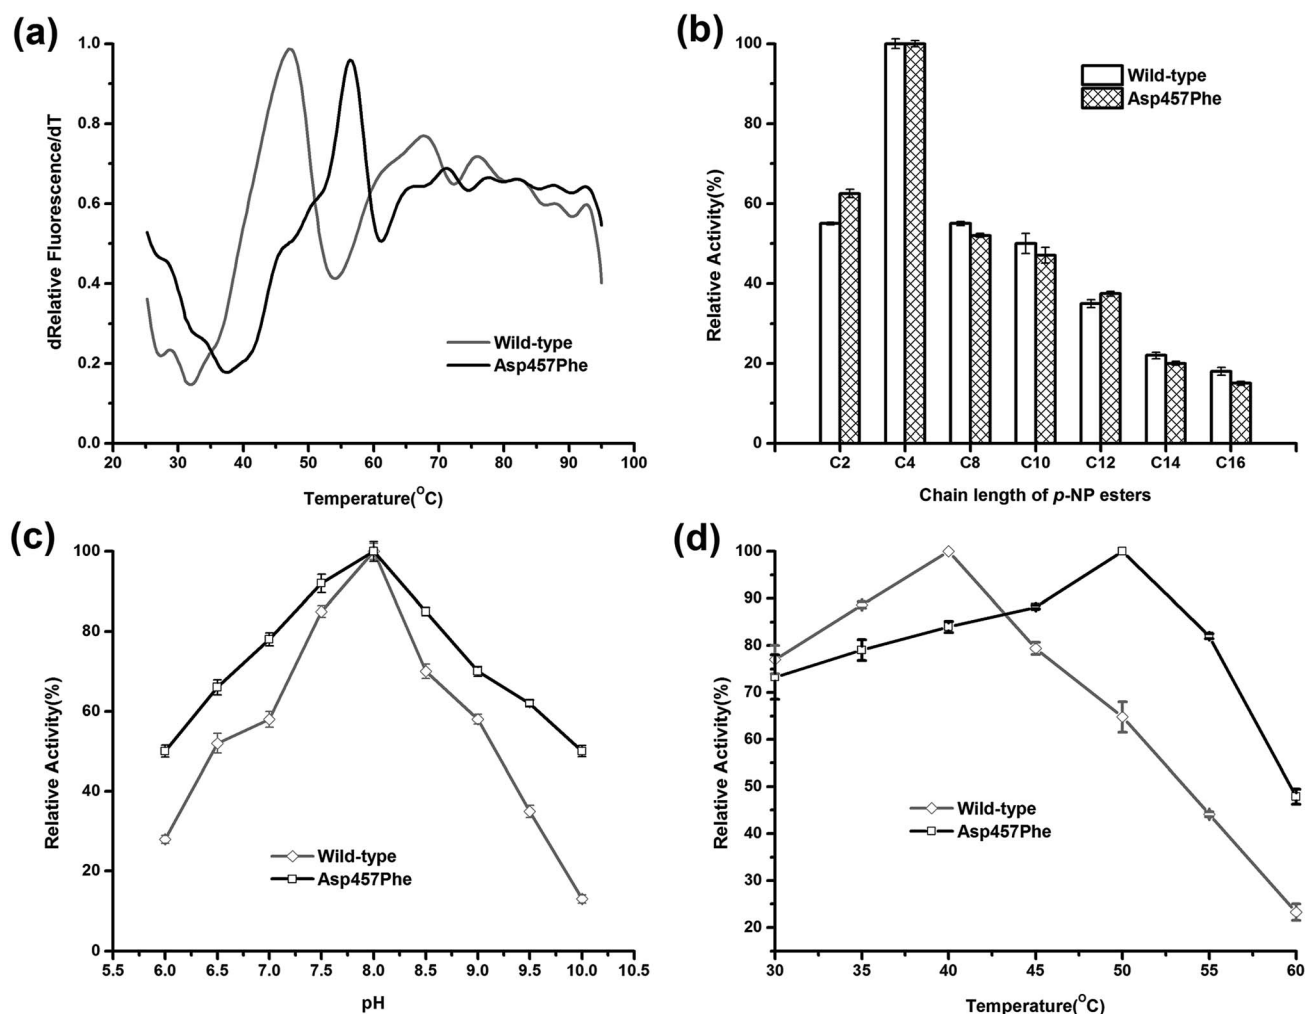 (a)
1.0
0.8
0.6
0.4
0.2
0.0
dRelative Fluorescence/dT
Wild-type
Asp457Phe
20 30 40 50 60 70 80 90 100
Temperature(°C)
(b)
100
80
60
40
20
0
Relative Activity(%)
Wild-type
Asp457Phe
C2 C4 C8 C10 C12 C14 C16
Chain length of p-NP esters
(c)
100
80
60
40
20
0
Relative Activity(%)
Wild-type
Asp457Phe
5.5 6.0 6.5 7.0 7.5 8.0 8.5 9.0 9.5 10.0 10.5
pH
(d)
100
90
80
70
60
50
40
30
20
Relative Activity(%)
Wild-type
Asp457Phe
30 35 40 45 50 55 60
Temperature(°C)